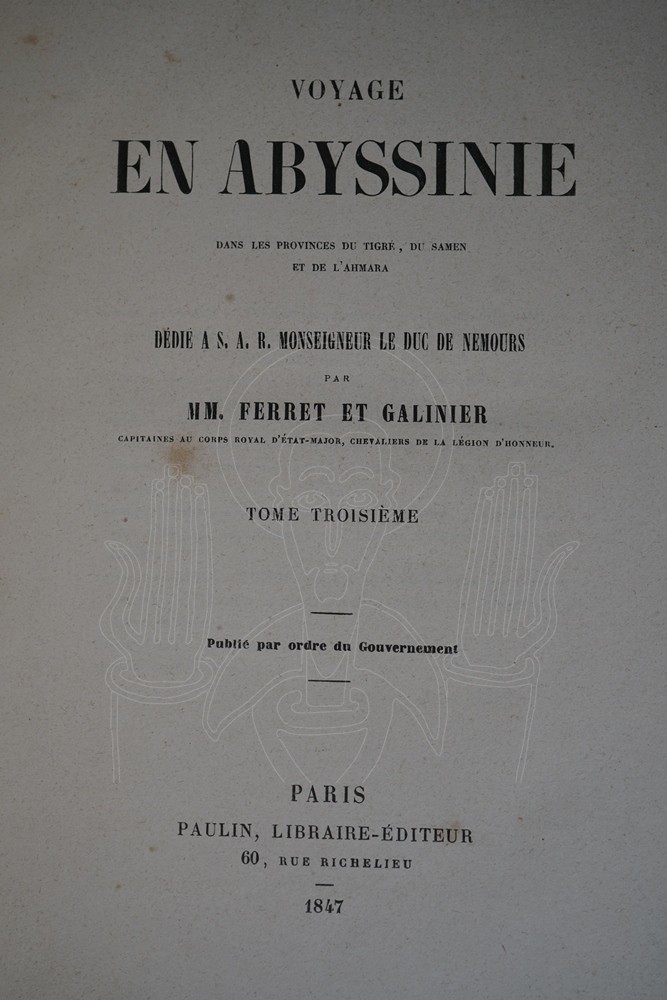 VOYAGE
EN ABYSSINIE
DANS LES PROVINCES DU TIGRÉ, DU SAMEN
ET DE L'AHMARA
DÉDIÉ A S. A. R. MONSEIGNEUR LE DUC DE NEMOURS
PAR
MM. FERRET ET GALINIER
CAPITAINES AU CORPS ROYAL D'ÉTAT-MAJOR, CHEVALIERS DE LA LÉGION D'HONNEUR.
TOME TROISIÈME
Publié par ordre du Gouvernement
PARIS
PAULIN, LIBRAIRE-ÉDITEUR
60, RUE RICHELIEU
1847